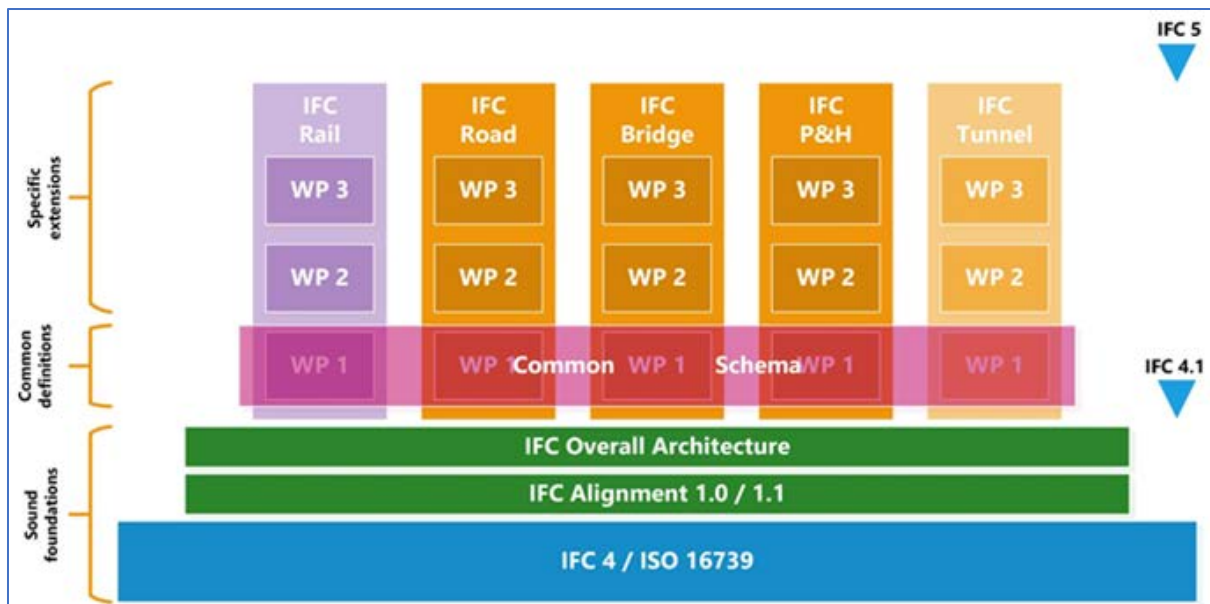 IFC 5
Specific
extensions
IFC
Rail
IFC
Road
IFC
Bridge
IFC
P&H
IFC
Tunnel
WP 3
WP 3
WP 3
WP 3
WP 3
WP 2
WP 2
WP 2
WP 2
WP 2
Common
definitions
WP 1
WP 1
WP 1
WP 1
WP 1
Common Schema
IFC 4.1
Sound
foundations
IFC Overall Architecture
IFC Alignment 1.0 / 1.1
IFC 4 / ISO 16739